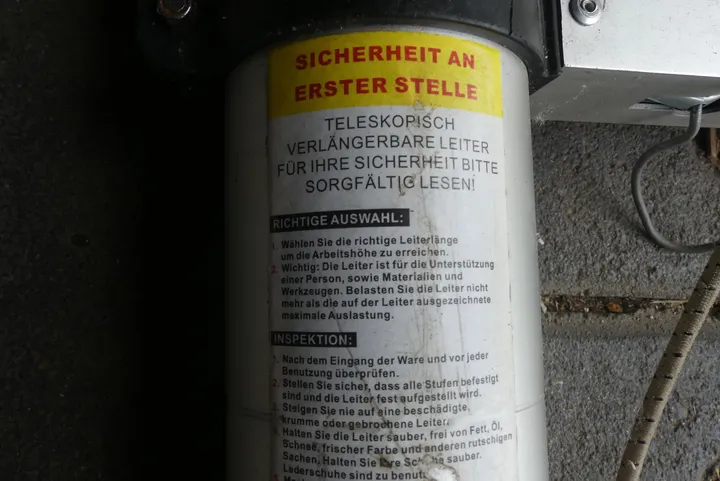 SICHERHEIT AN
ERSTER STELLE
TELESKOPISCH
VERLÄNGERBARE LEITER
FÜR IHRE SICHERHEIT BITTE
SORGFÄLTIG LESEN!
RICHTIGE AUSWAHL:
1. Wählen Sie die richtige Leiterlänge
um die Arbeitshöhe zu erreichen.
2. Wichtig: Die Leiter ist für die Unterstützung
einer Person, sowie Materialien und
Werkzeugen. Belasten Sie die Leiter nicht
mehr als die auf der Leiter ausgezeichnete
maximale Auslastung.
INSPEKTION:
1. Nach dem Eingang der Ware und vor jeder
Benutzung überprüfen.
2. Stellen Sie sicher, dass alle Stufen befestigt
sind und die Leiter fest aufgestellt wird.
3. Steigen Sie nie auf eine beschädigte,
krumme oder gebrochene Leiter.
Halten Sie die Leiter sauber, frei von Fett, Öl,
Schnee, frischer Farbe und anderen rutschigen
Sachen. Halten Sie Ihre Schuhe sauber.
Lederschuhe sind zu